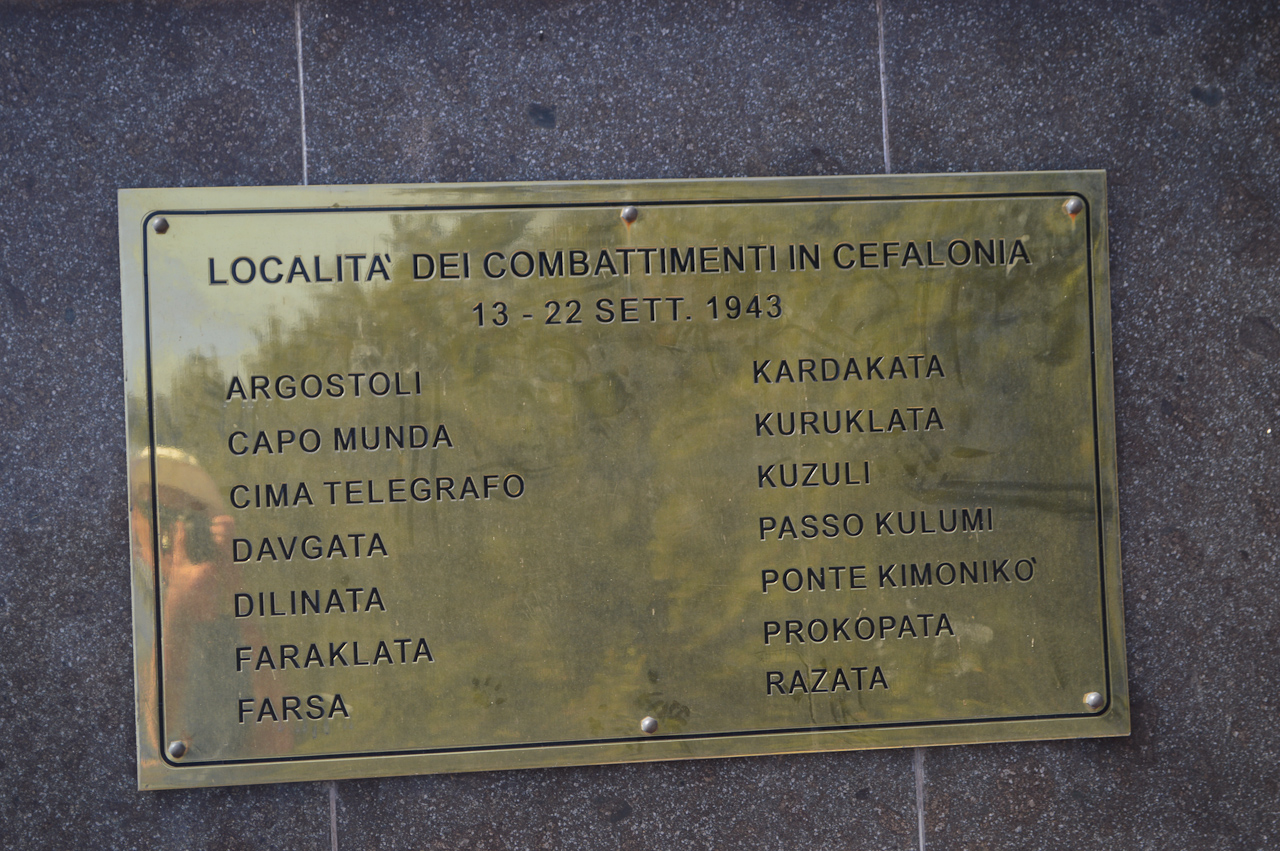 LOCALITA' DEI COMBATTIMENTI IN CEFALONIA
13 - 22 SETT. 1943
ARGOSTOLI
CAPO MUNDA
CIMA TELEGRAFO
DAVGATA
DILINATA
FARAKLATA
FARSA
KARDAKATA
KURUKLATA
KUZULI
PASSO KULUMI
PONTE KIMONIKO'
PROKOPATA
RAZATA